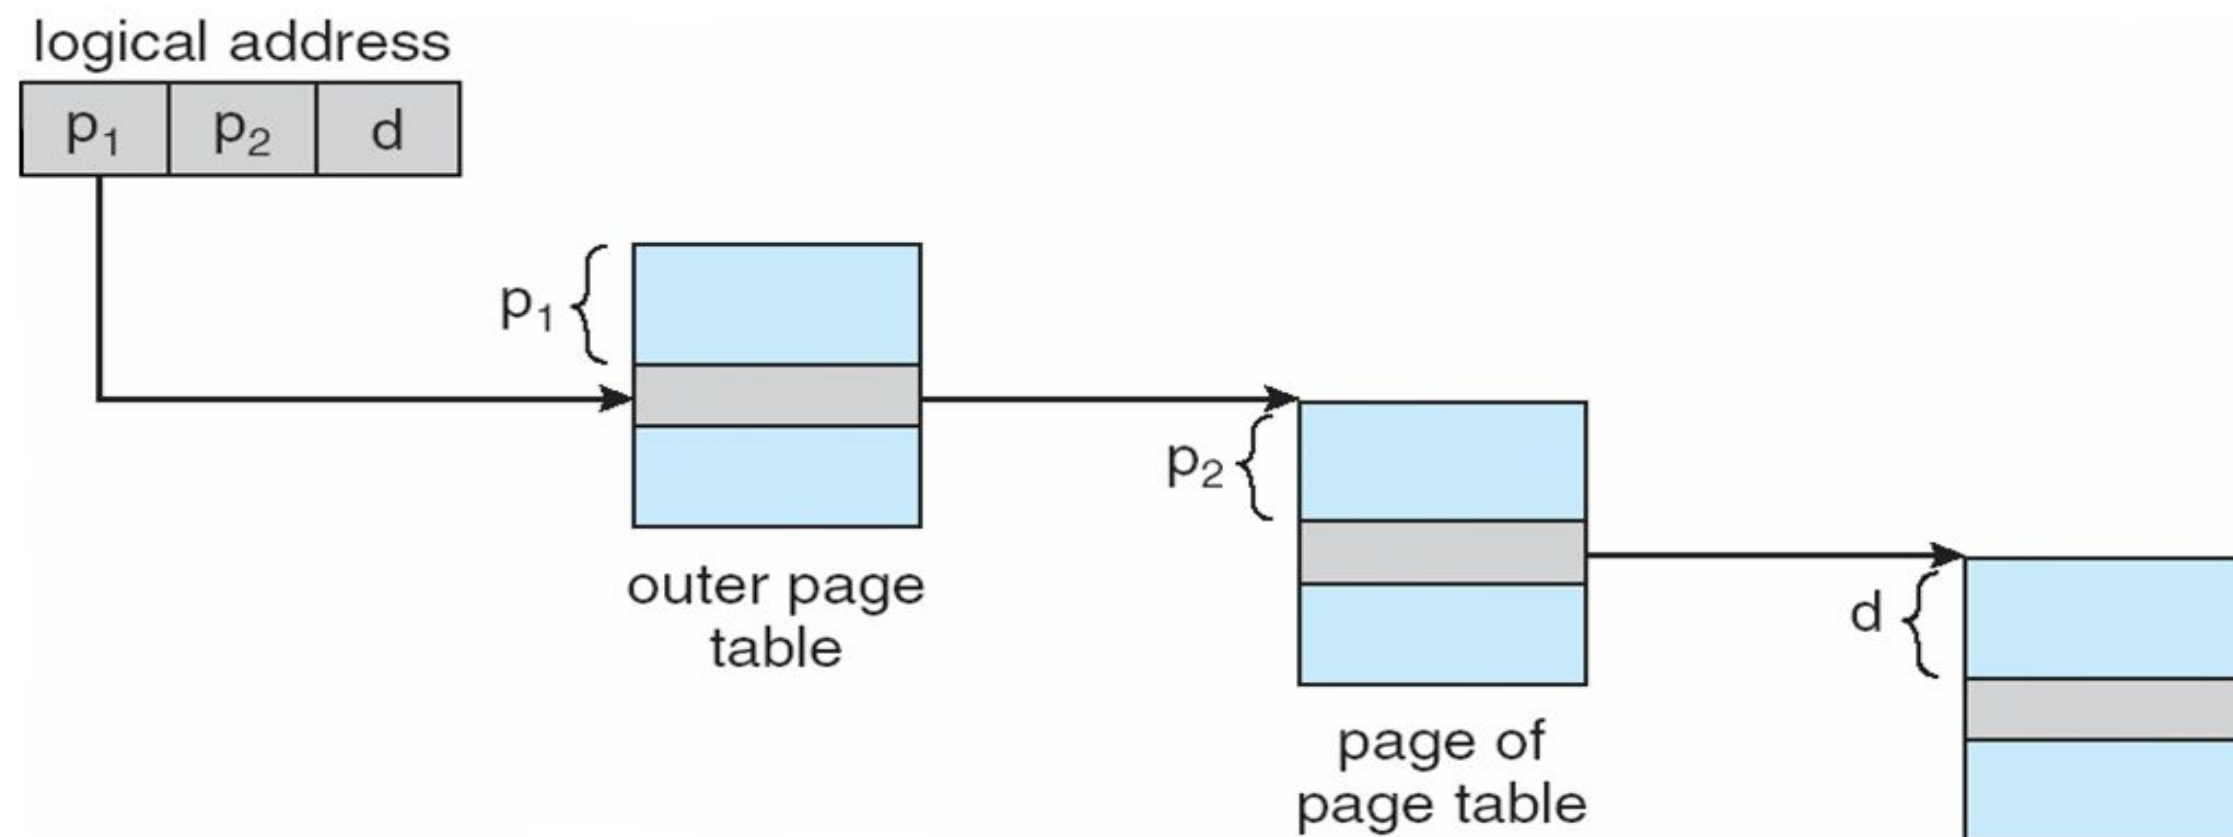 logical address
p₁ p₂ d
p₁
outer page
table
p₂
page of
page table
d